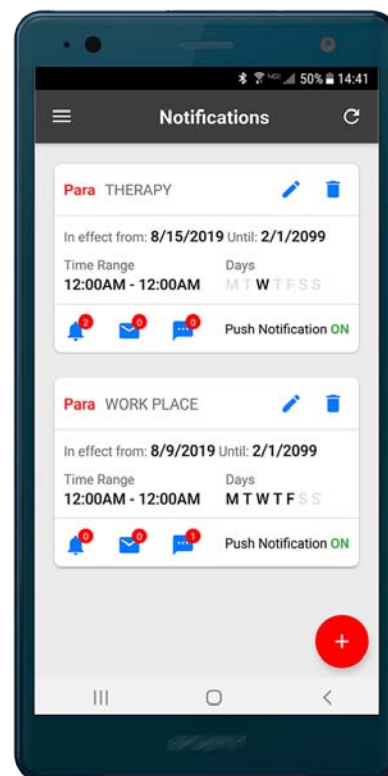 50% 14:41
Notifications
Para THERAPY
In effect from: 8/15/2019 Until: 2/1/2099
Time Range Days
12:00AM - 12:00AM M T W T F S S
2 0 0 Push Notification ON
Para WORK PLACE
In effect from: 8/9/2019 Until: 2/1/2099
Time Range Days
12:00AM - 12:00AM M T W T F S S
0 0 1 Push Notification ON
+